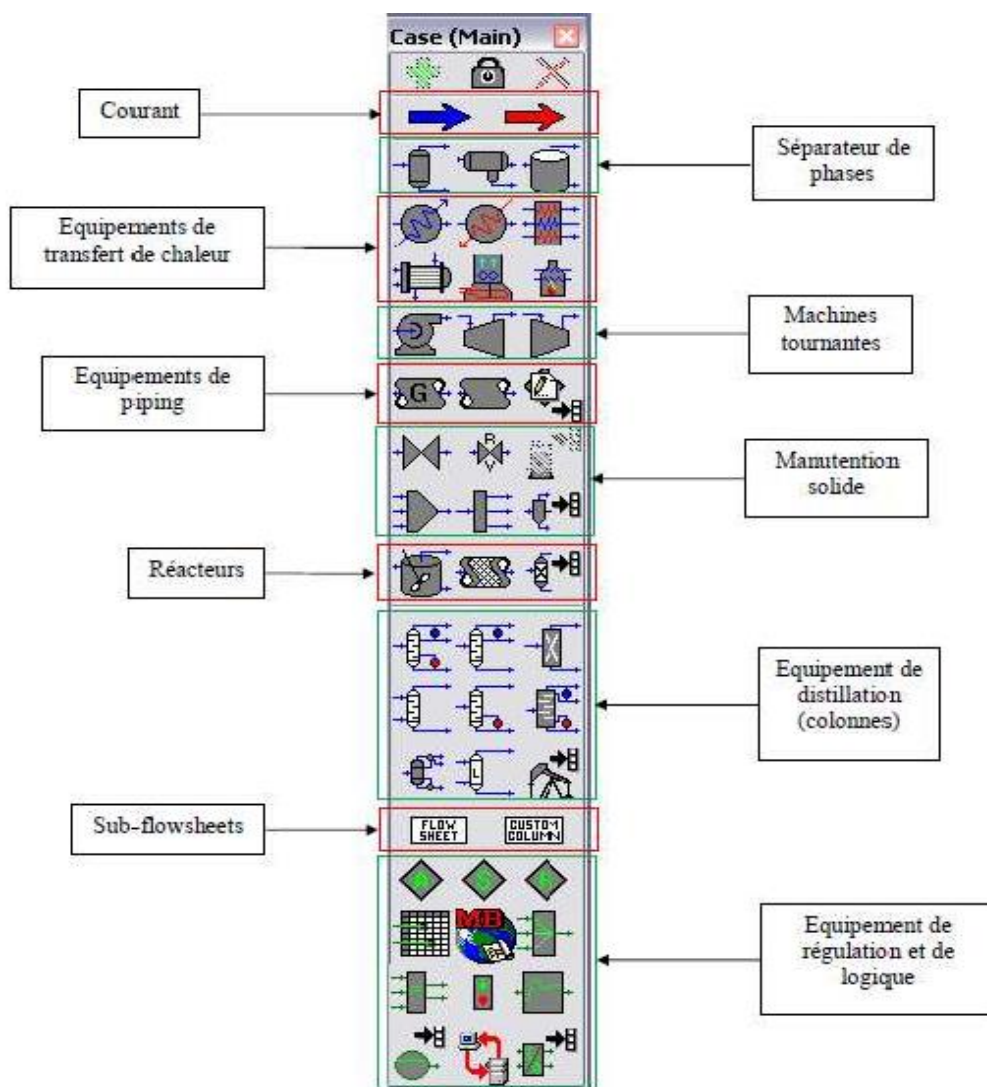 Case (Main)
Courant
Séparateur de
phases
Equipements de
transfert de chaleur
Machines
tournantes
Equipements de
piping
G
R
V
Manutention
solide
Réacteurs
Equipement de
distillation
(colonnes)
L
Sub-flowsheets
FLOW
SHEET
CUSTOM
COLUMN
MB
Equipement de
régulation et de
logique